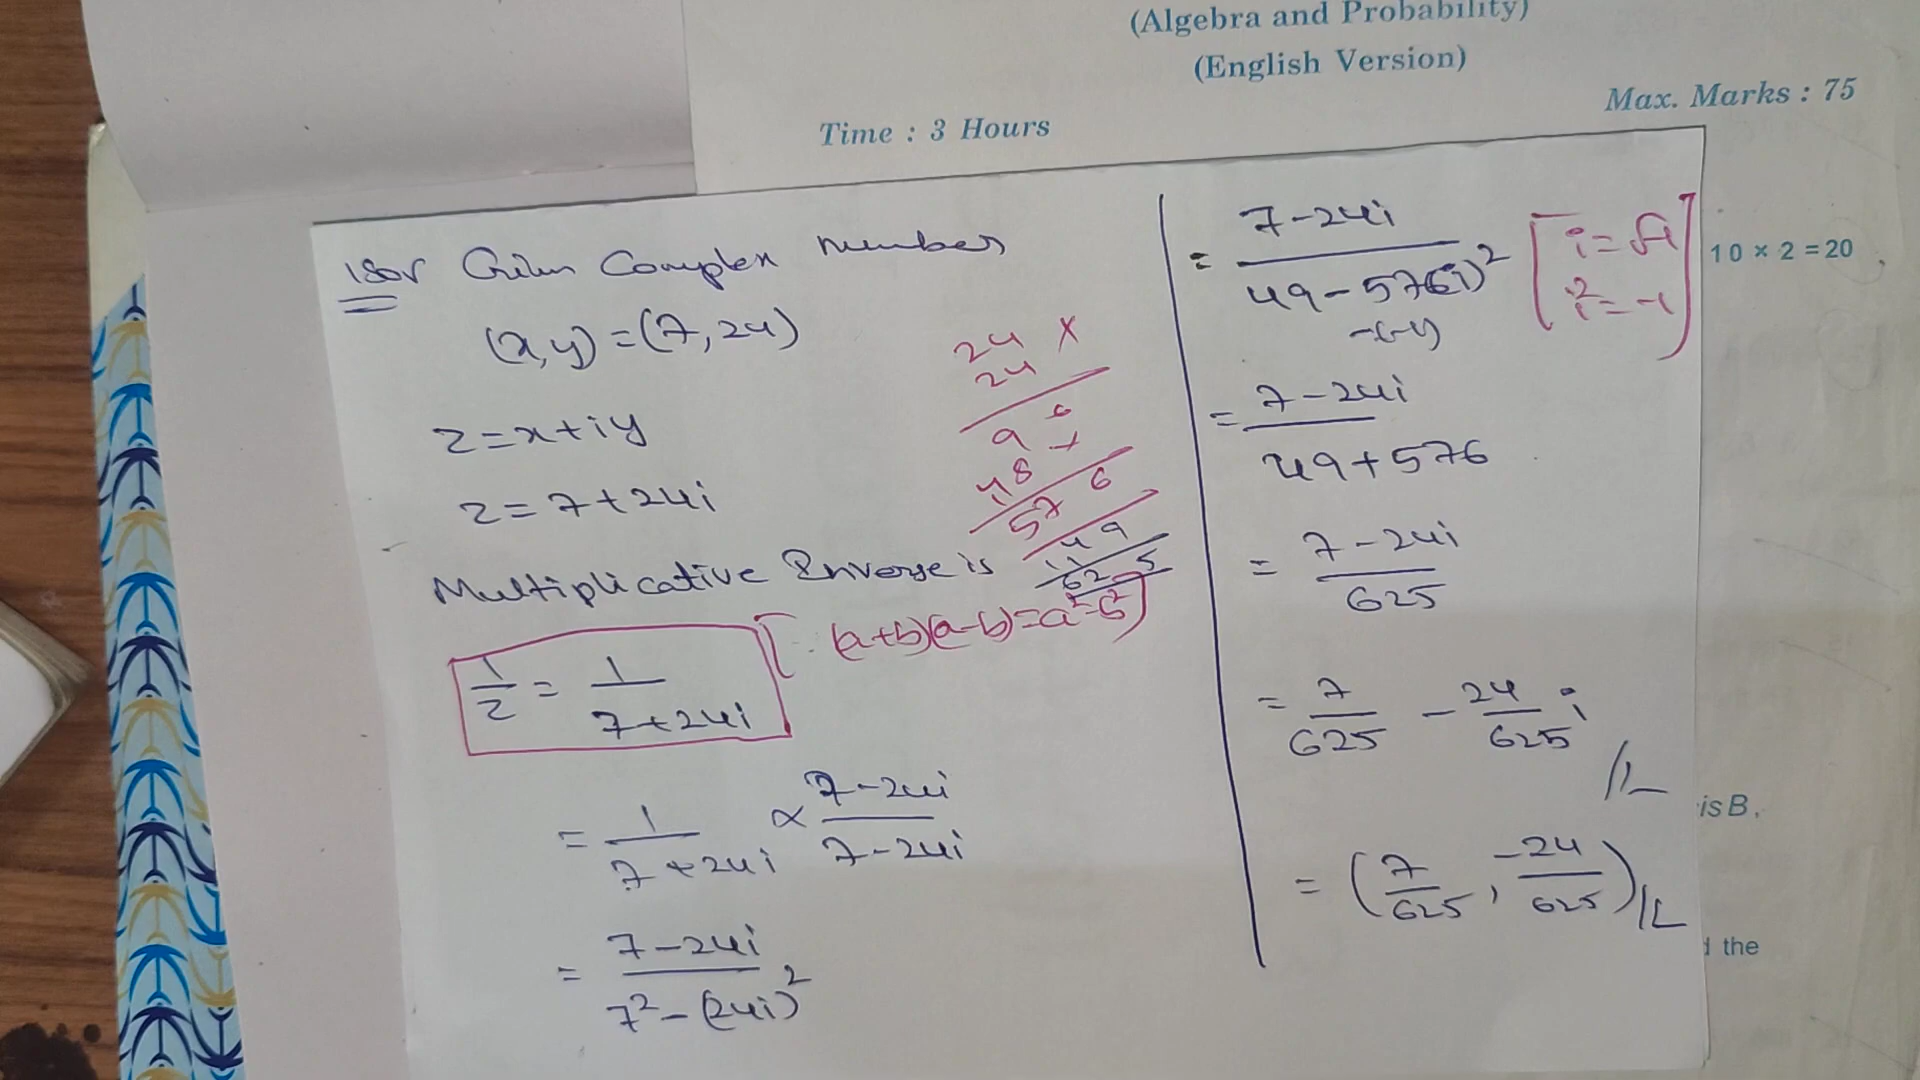 (Algebra and Probability)
(English Version)
Max. Marks : 75
Time : 3 Hours
10 × 2 = 20
is B,
the
1 Sol Given Complex number
(x,y) = (7,24)
z = x+iy
z = 7+24i
Multiplicative Inverse is
[∵ (a+b)(a-b) = a²-b²]
1/z = 1/(7+24i)
= 1/(7+24i) × (7-24i)/(7-24i)
= (7-24i)/(7²-(24i)²)
24 ×
24
96
48 +
576
49
11
625
= (7-24i)/(49-576(i)²) [i = √-1
i² = -1]
-(-1)
= (7-24i)/(49+576)
= (7-24i)/625
= 7/625 - 24/625 i //
= (7/625, -24/625) //